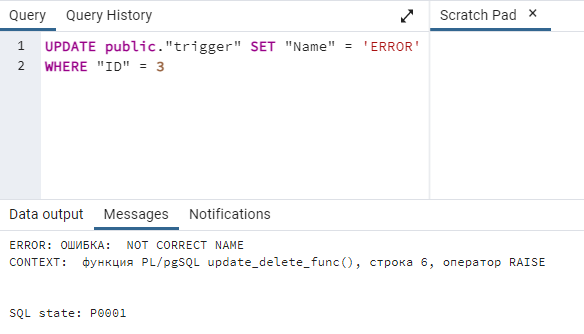 Query Query History Scratch Pad ×
1 UPDATE public."trigger" SET "Name" = 'ERROR'
2 WHERE "ID" = 3
Data output Messages Notifications
ERROR: ОШИБКА:  NOT CORRECT NAME
CONTEXT:  функция PL/pgSQL update_delete_func(), строка 6, оператор RAISE
SQL state: P0001